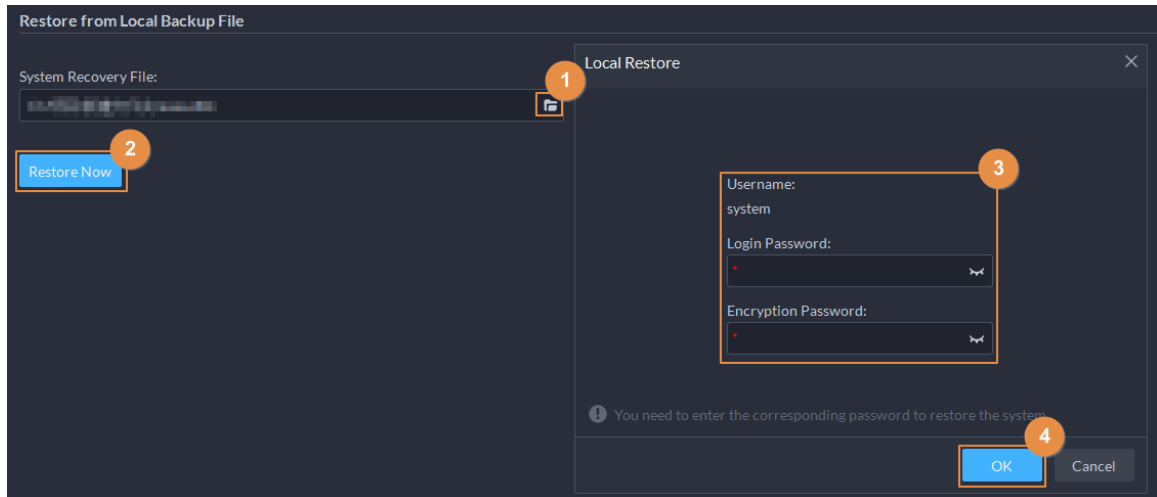 Restore from Local Backup File
System Recovery File:
1
2
Restore Now
Local Restore
3
Username:
system
Login Password:
*
Encryption Password:
*
You need to enter the corresponding password to restore the system
4
OK
Cancel